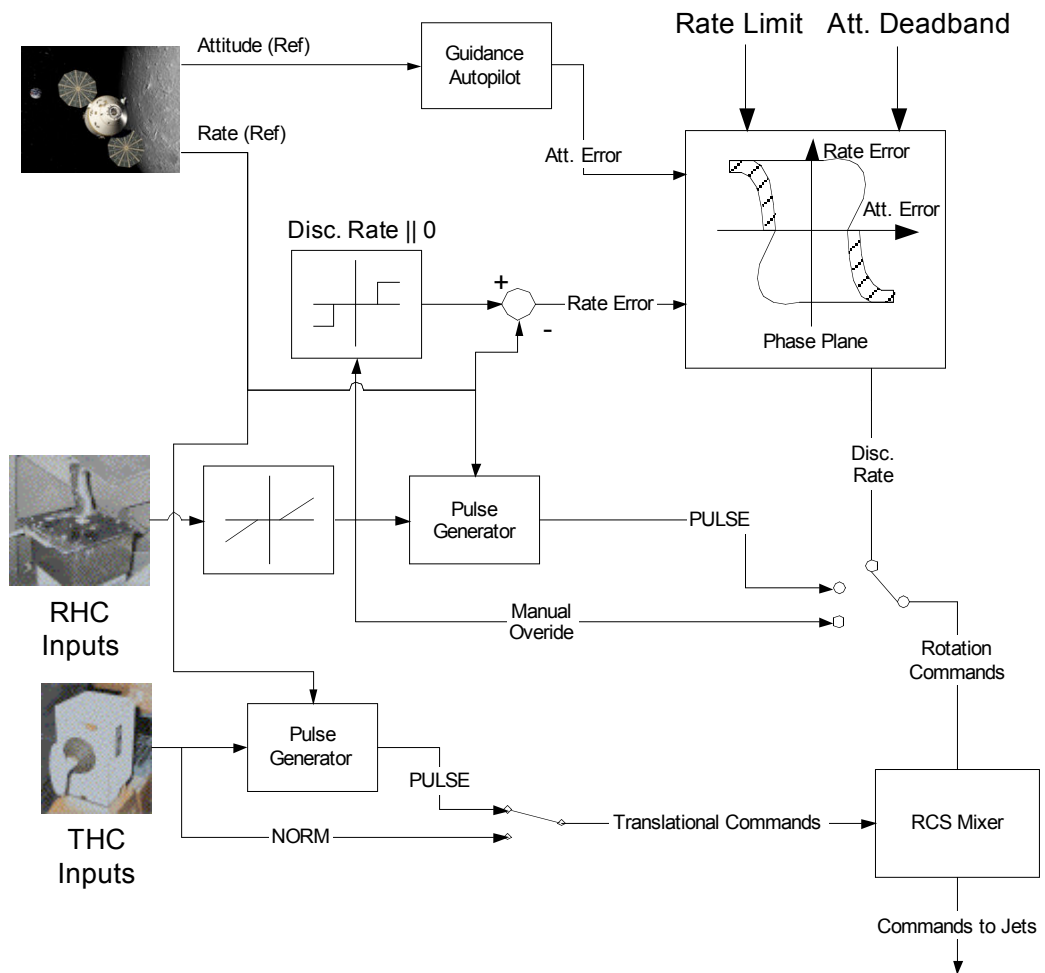 Rate Limit
Att. Deadband
Attitude (Ref)
Guidance
Autopilot
Rate (Ref)
Att. Error
Rate Error
Att. Error
Phase Plane
Disc. Rate || 0
+
-
Rate Error
Disc.
Rate
Pulse
Generator
PULSE
RHC
Inputs
Manual
Overide
Rotation
Commands
Pulse
Generator
PULSE
NORM
Translational Commands
RCS Mixer
THC
Inputs
Commands to Jets